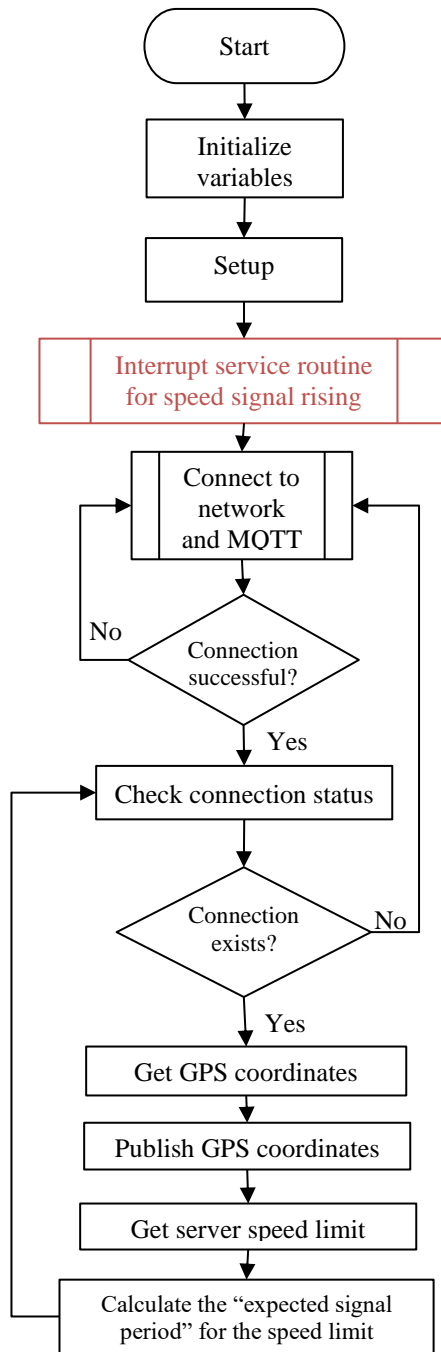 Start
Initialize
variables
Setup
Interrupt service routine
for speed signal rising
Connect to
network
and MQTT
No
Connection
successful?
Yes
Check connection status
Connection
exists?
No
Yes
Get GPS coordinates
Publish GPS coordinates
Get server speed limit
Calculate the “expected signal
period” for the speed limit